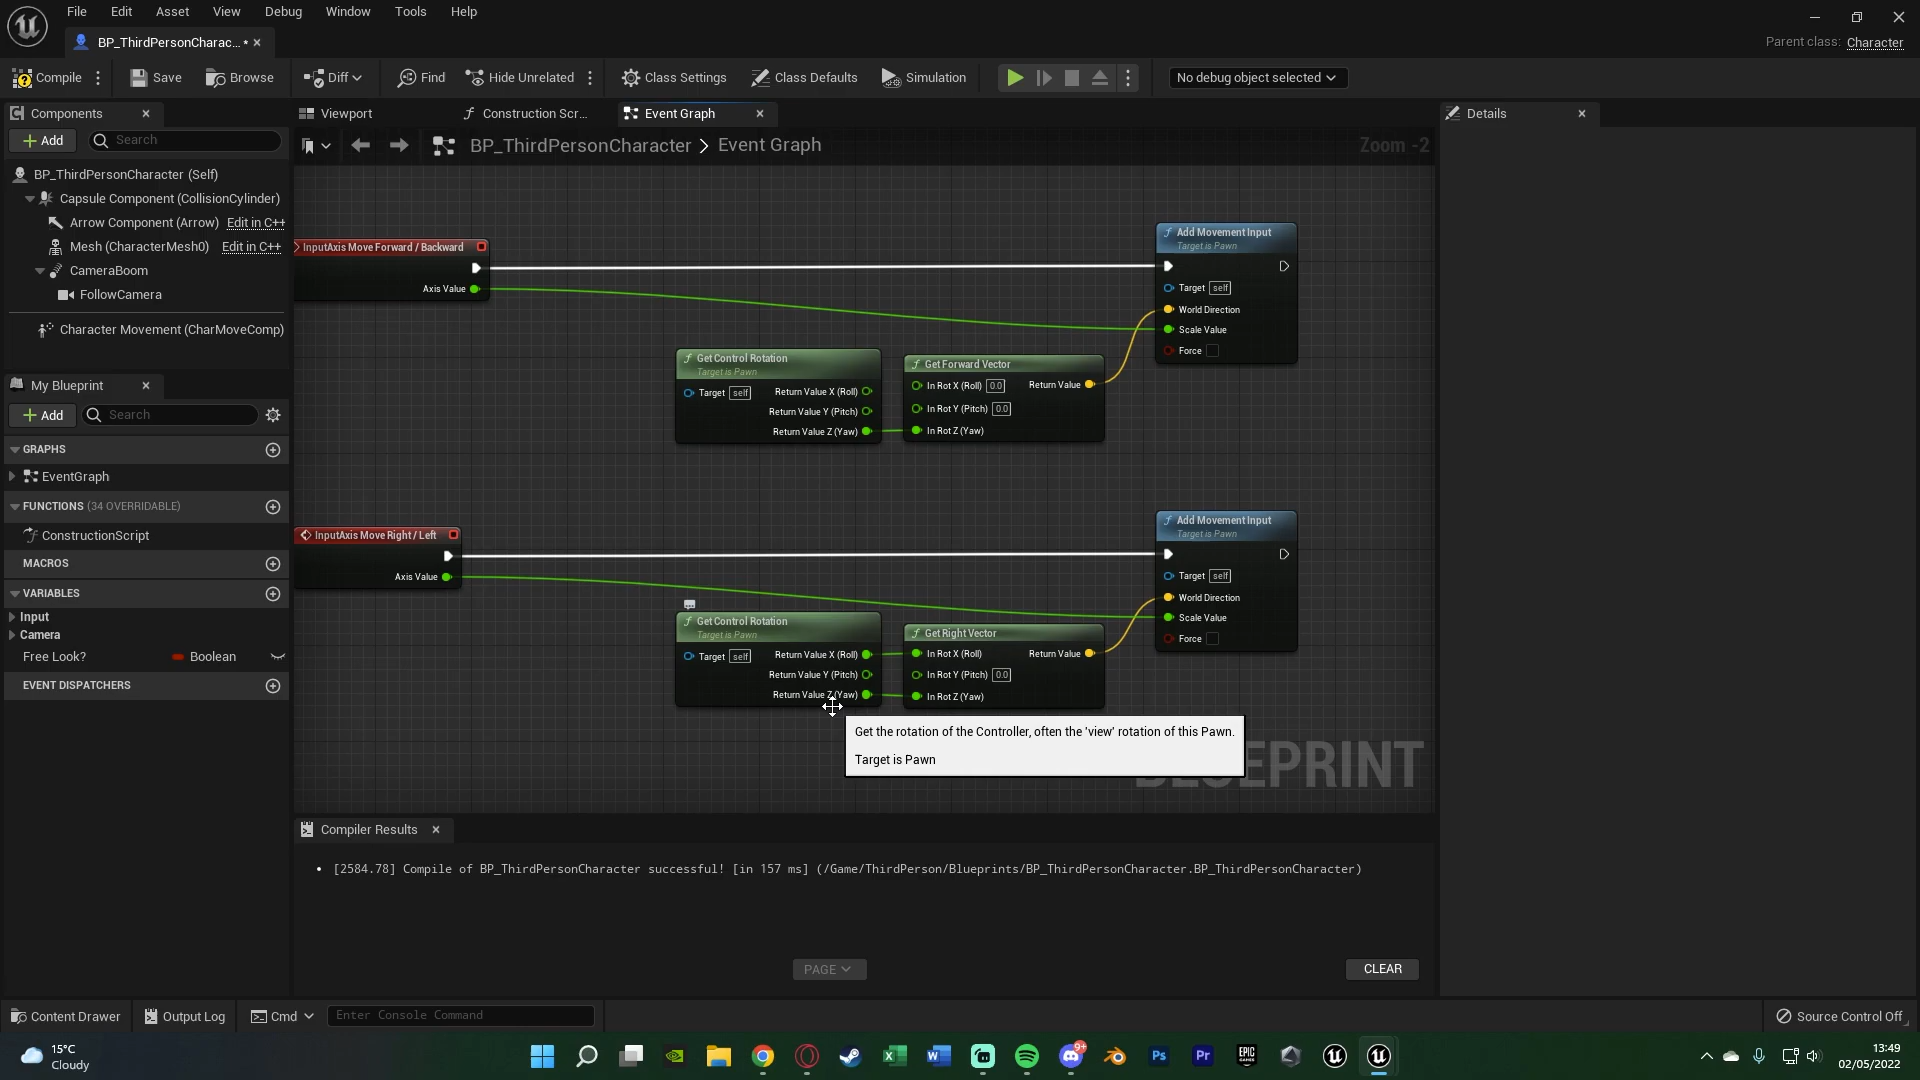 File Edit Asset View Debug Window Tools Help
BP_ThirdPersonCharac... *
Parent class: Character
Compile Save Browse Diff Find Hide Unrelated Class Settings Class Defaults Simulation No debug object selected
Components
Viewport
Construction Scr...
Event Graph
Details
Add
Search
BP_ThirdPersonCharacter > Event Graph
Zoom -2
BP_ThirdPersonCharacter (Self)
Capsule Component (CollisionCylinder)
Arrow Component (Arrow) Edit in C++
Mesh (CharacterMesh0) Edit in C++
CameraBoom
FollowCamera
Character Movement (CharMoveComp)
My Blueprint
Add
Search
GRAPHS
EventGraph
FUNCTIONS (34 OVERRIDABLE)
ConstructionScript
MACROS
VARIABLES
Input
Camera
Free Look? Boolean
EVENT DISPATCHERS
InputAxis Move Forward / Backward
Axis Value
Get Control Rotation
Target is Pawn
Target self
Return Value X (Roll)
Return Value Y (Pitch)
Return Value Z (Yaw)
Get Forward Vector
In Rot X (Roll) 0.0 Return Value
In Rot Y (Pitch) 0.0
In Rot Z (Yaw)
Add Movement Input
Target is Pawn
Target self
World Direction
Scale Value
Force
InputAxis Move Right / Left
Axis Value
Get Control Rotation
Target is Pawn
Target self
Return Value X (Roll)
Return Value Y (Pitch)
Return Value Z (Yaw)
Get Right Vector
In Rot X (Roll) Return Value
In Rot Y (Pitch) 0.0
In Rot Z (Yaw)
Add Movement Input
Target is Pawn
Target self
World Direction
Scale Value
Force
Get the rotation of the Controller, often the 'view' rotation of this Pawn.
Target is Pawn
BLUEPRINT
Compiler Results
[2584.78] Compile of BP_ThirdPersonCharacter successful! [in 157 ms] (/Game/ThirdPerson/Blueprints/BP_ThirdPersonCharacter.BP_ThirdPersonCharacter)
PAGE
CLEAR
Content Drawer Output Log Cmd Enter Console Command Source Control Off
15°C
Cloudy
9+
Ps
Pr
EPIC
GAMES
13:49
02/05/2022